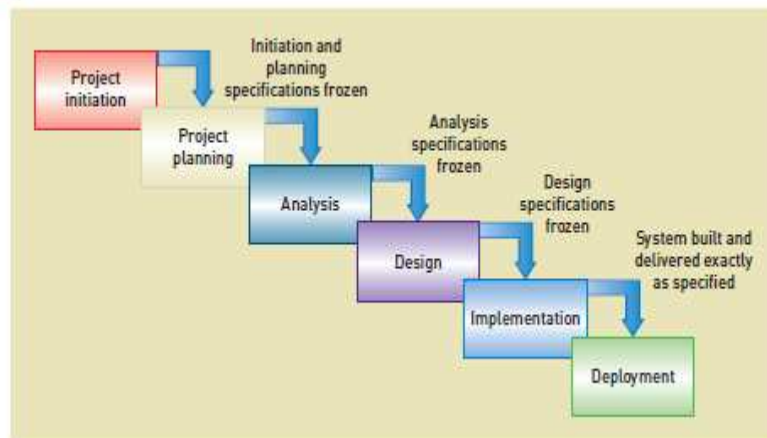 Project
initiation
Initiation and
planning
specifications frozen
Project
planning
Analysis
specifications
frozen
Analysis
Design
specifications
frozen
Design
System built and
delivered exactly
as specified
Implementation
Deployment